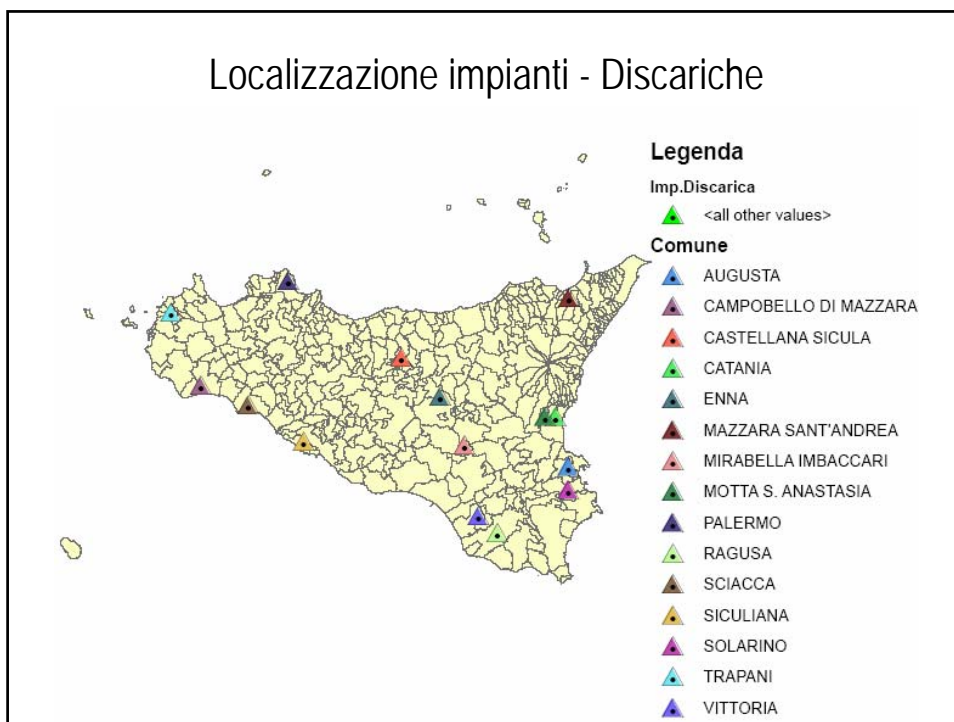 Localizzazione impianti - Discariche
Legenda
Imp.Discarica
<all other values>
Comune
AUGUSTA
CAMPOBELLO DI MAZZARA
CASTELLANA SICULA
CATANIA
ENNA
MAZZARA SANT'ANDREA
MIRABELLA IMBACCARI
MOTTA S. ANASTASIA
PALERMO
RAGUSA
SCIACCA
SICULIANA
SOLARINO
TRAPANI
VITTORIA